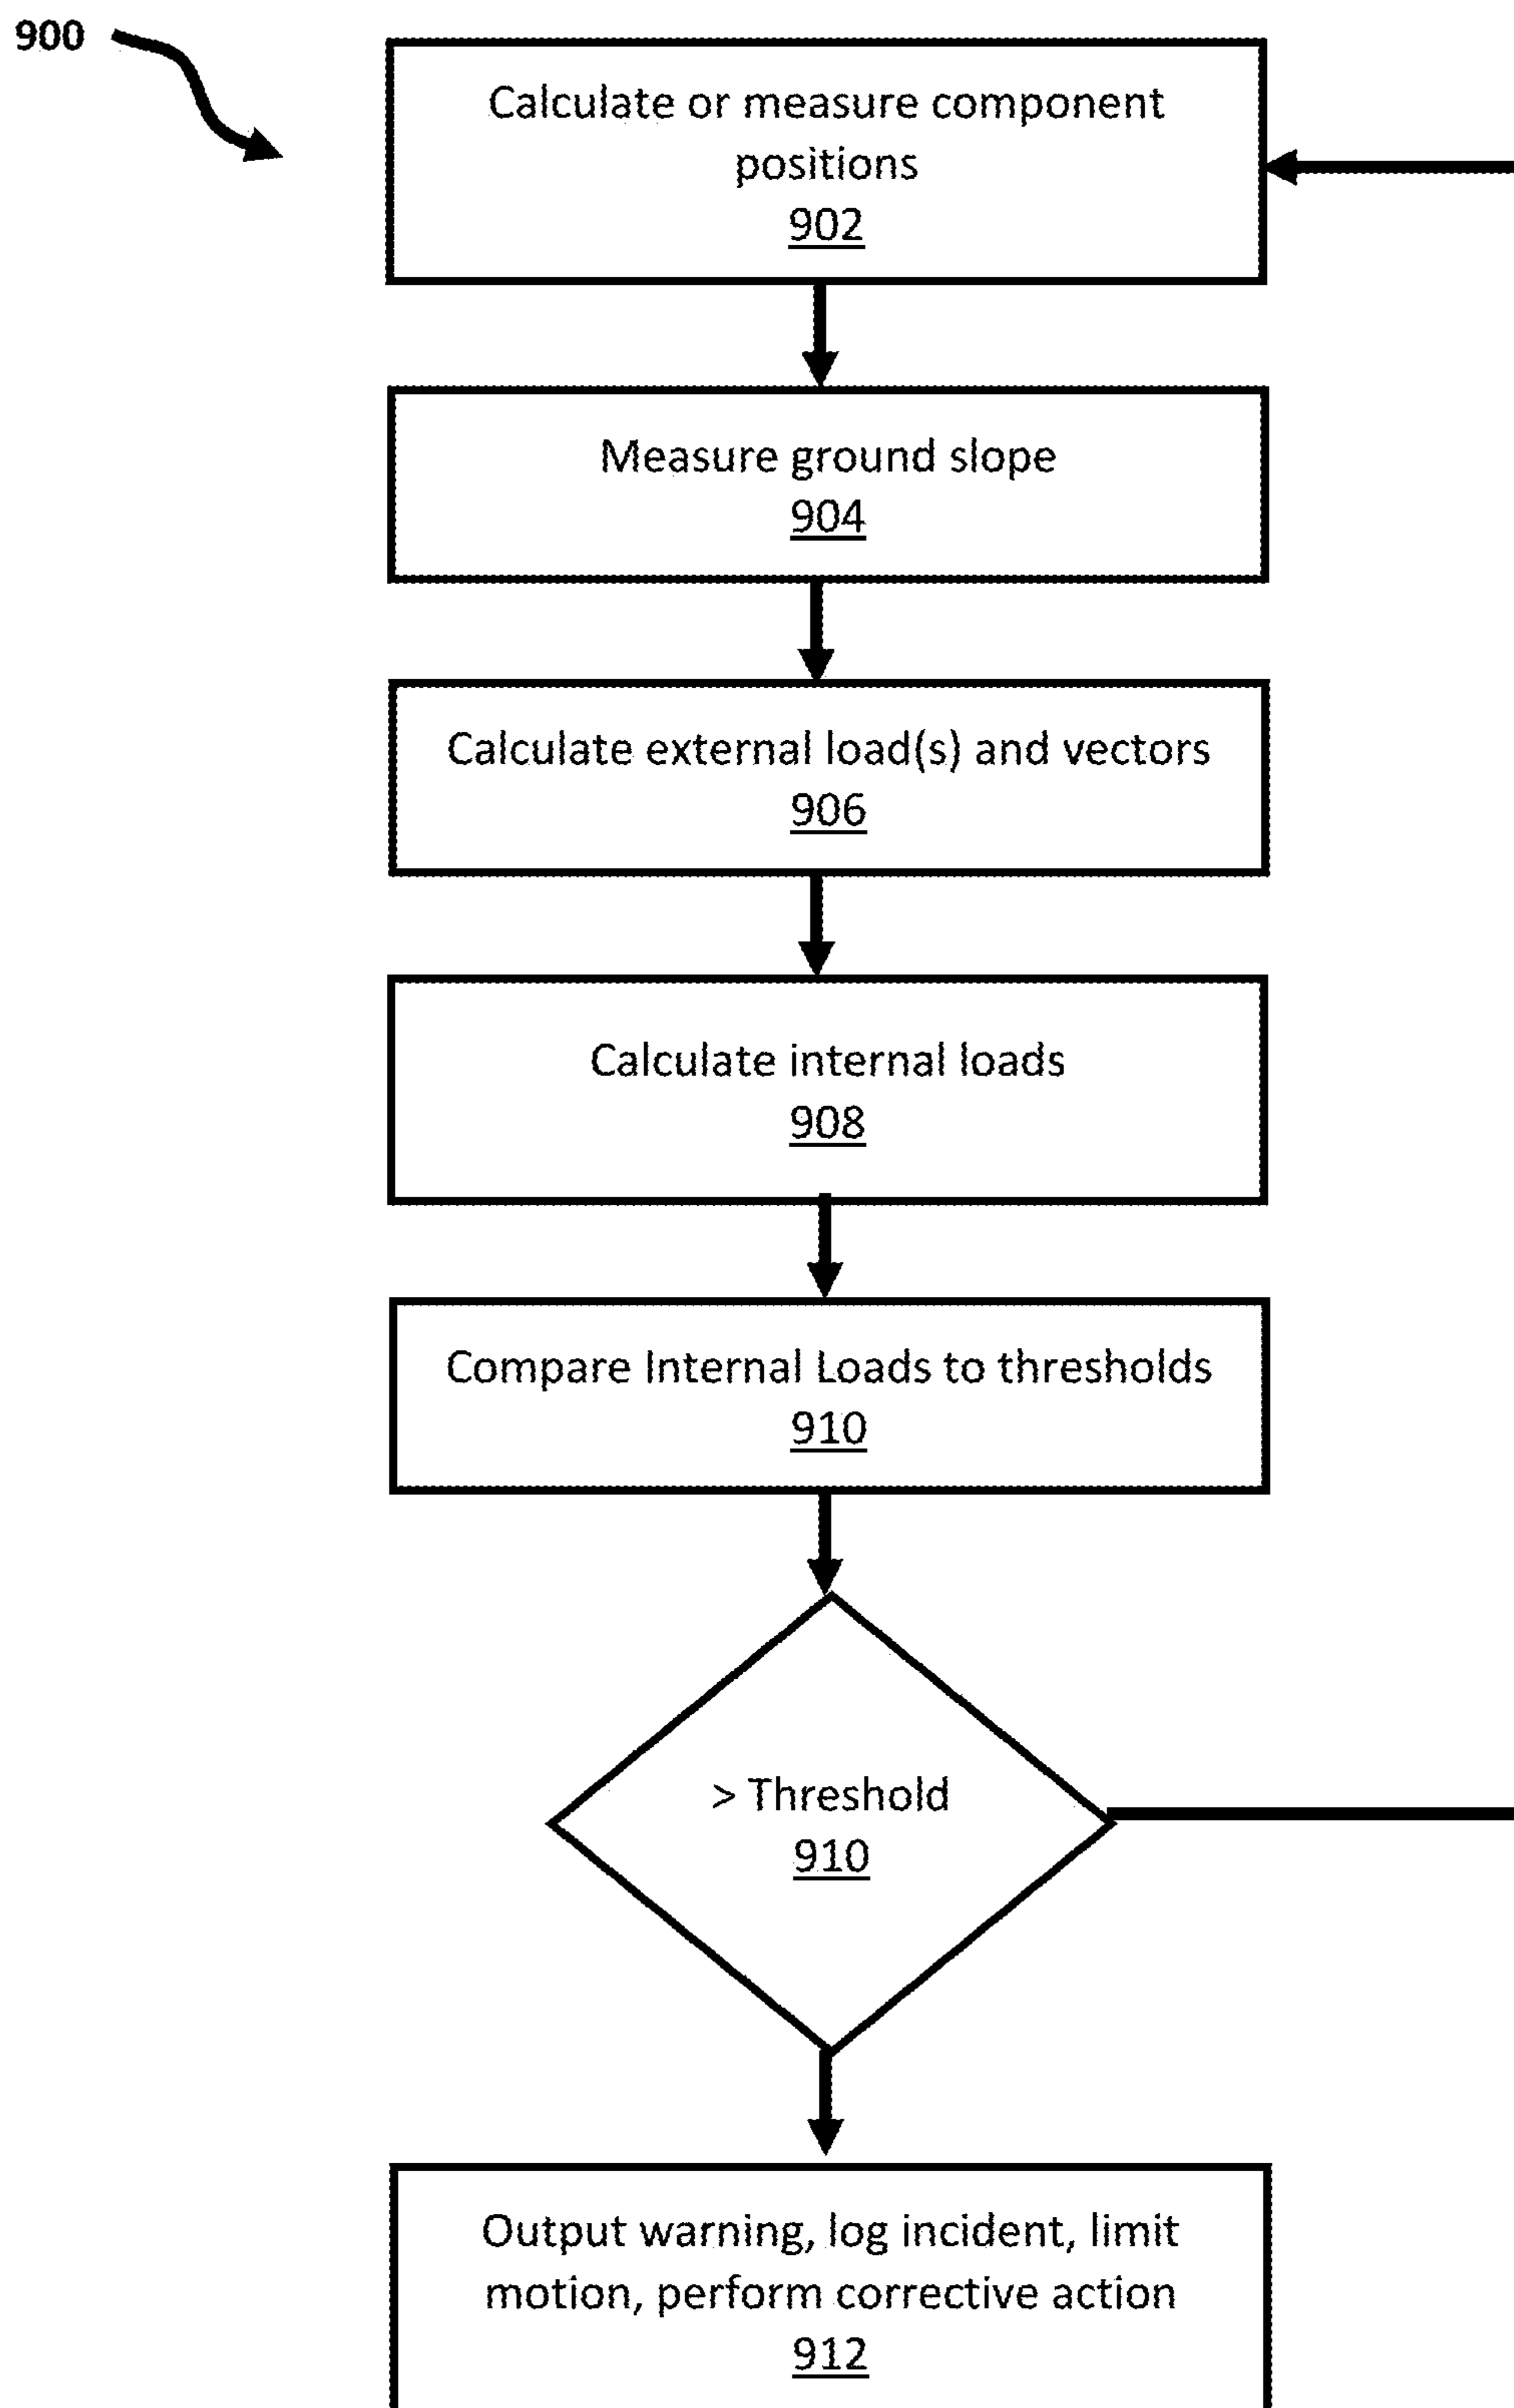 900
Calculate or measure component
positions
902
Measure ground slope
904
Calculate external load(s) and vectors
906
Calculate internal loads
908
Compare Internal Loads to thresholds
910
> Threshold
910
Output warning, log incident, limit
motion, perform corrective action
912